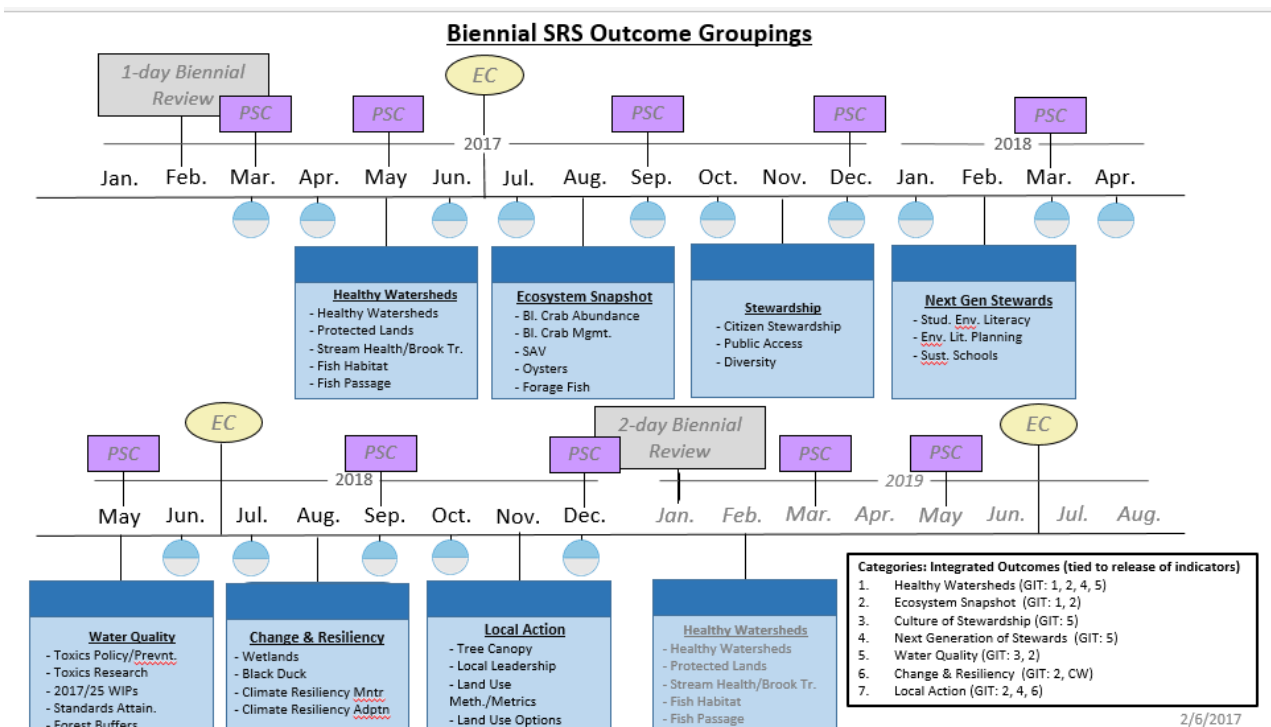 Biennial SRS Outcome Groupings
1-day Biennial
Review
EC
PSC
PSC
PSC
PSC
PSC
2017
2018
Jan. Feb. Mar. Apr. May Jun. Jul. Aug. Sep. Oct. Nov. Dec. Jan. Feb. Mar. Apr.
Healthy Watersheds
- Healthy Watersheds
- Protected Lands
- Stream Health/Brook Tr.
- Fish Habitat
- Fish Passage
Ecosystem Snapshot
- Bl. Crab Abundance
- Bl. Crab Mgmt.
- SAV
- Oysters
- Forage Fish
Stewardship
- Citizen Stewardship
- Public Access
- Diversity
Next Gen Stewards
- Stud. Env. Literacy
- Env. Lit. Planning
- Sust. Schools
EC
2-day Biennial
Review
EC
PSC
PSC
PSC
PSC
PSC
2018
2019
May Jun. Jul. Aug. Sep. Oct. Nov. Dec. Jan. Feb. Mar. Apr. May Jun. Jul. Aug.
Water Quality
- Toxics Policy/Prevnt.
- Toxics Research
- 2017/25 WIPs
- Standards Attain.
- Forest Buffers
Change & Resiliency
- Wetlands
- Black Duck
- Climate Resiliency Mntr
- Climate Resiliency Adptn
Local Action
- Tree Canopy
- Local Leadership
- Land Use
Meth./Metrics
- Land Use Options
Healthy Watersheds
- Healthy Watersheds
- Protected Lands
- Stream Health/Brook Tr.
- Fish Habitat
- Fish Passage
Categories: Integrated Outcomes (tied to release of indicators)
1. Healthy Watersheds (GIT: 1, 2, 4, 5)
2. Ecosystem Snapshot (GIT: 1, 2)
3. Culture of Stewardship (GIT: 5)
4. Next Generation of Stewards (GIT: 5)
5. Water Quality (GIT: 3, 2)
6. Change & Resiliency (GIT: 2, CW)
7. Local Action (GIT: 2, 4, 6)
2/6/2017